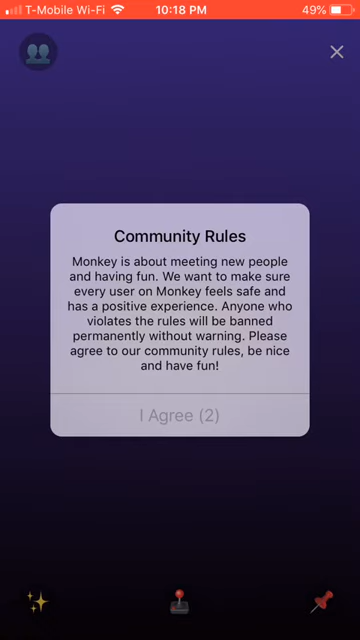 T-Mobile Wi-Fi 10:18 PM 49%
Community Rules
Monkey is about meeting new people
and having fun. We want to make sure
every user on Monkey feels safe and
has a positive experience. Anyone who
violates the rules will be banned
permanently without warning. Please
agree to our community rules, be nice
and have fun!
I Agree (2)